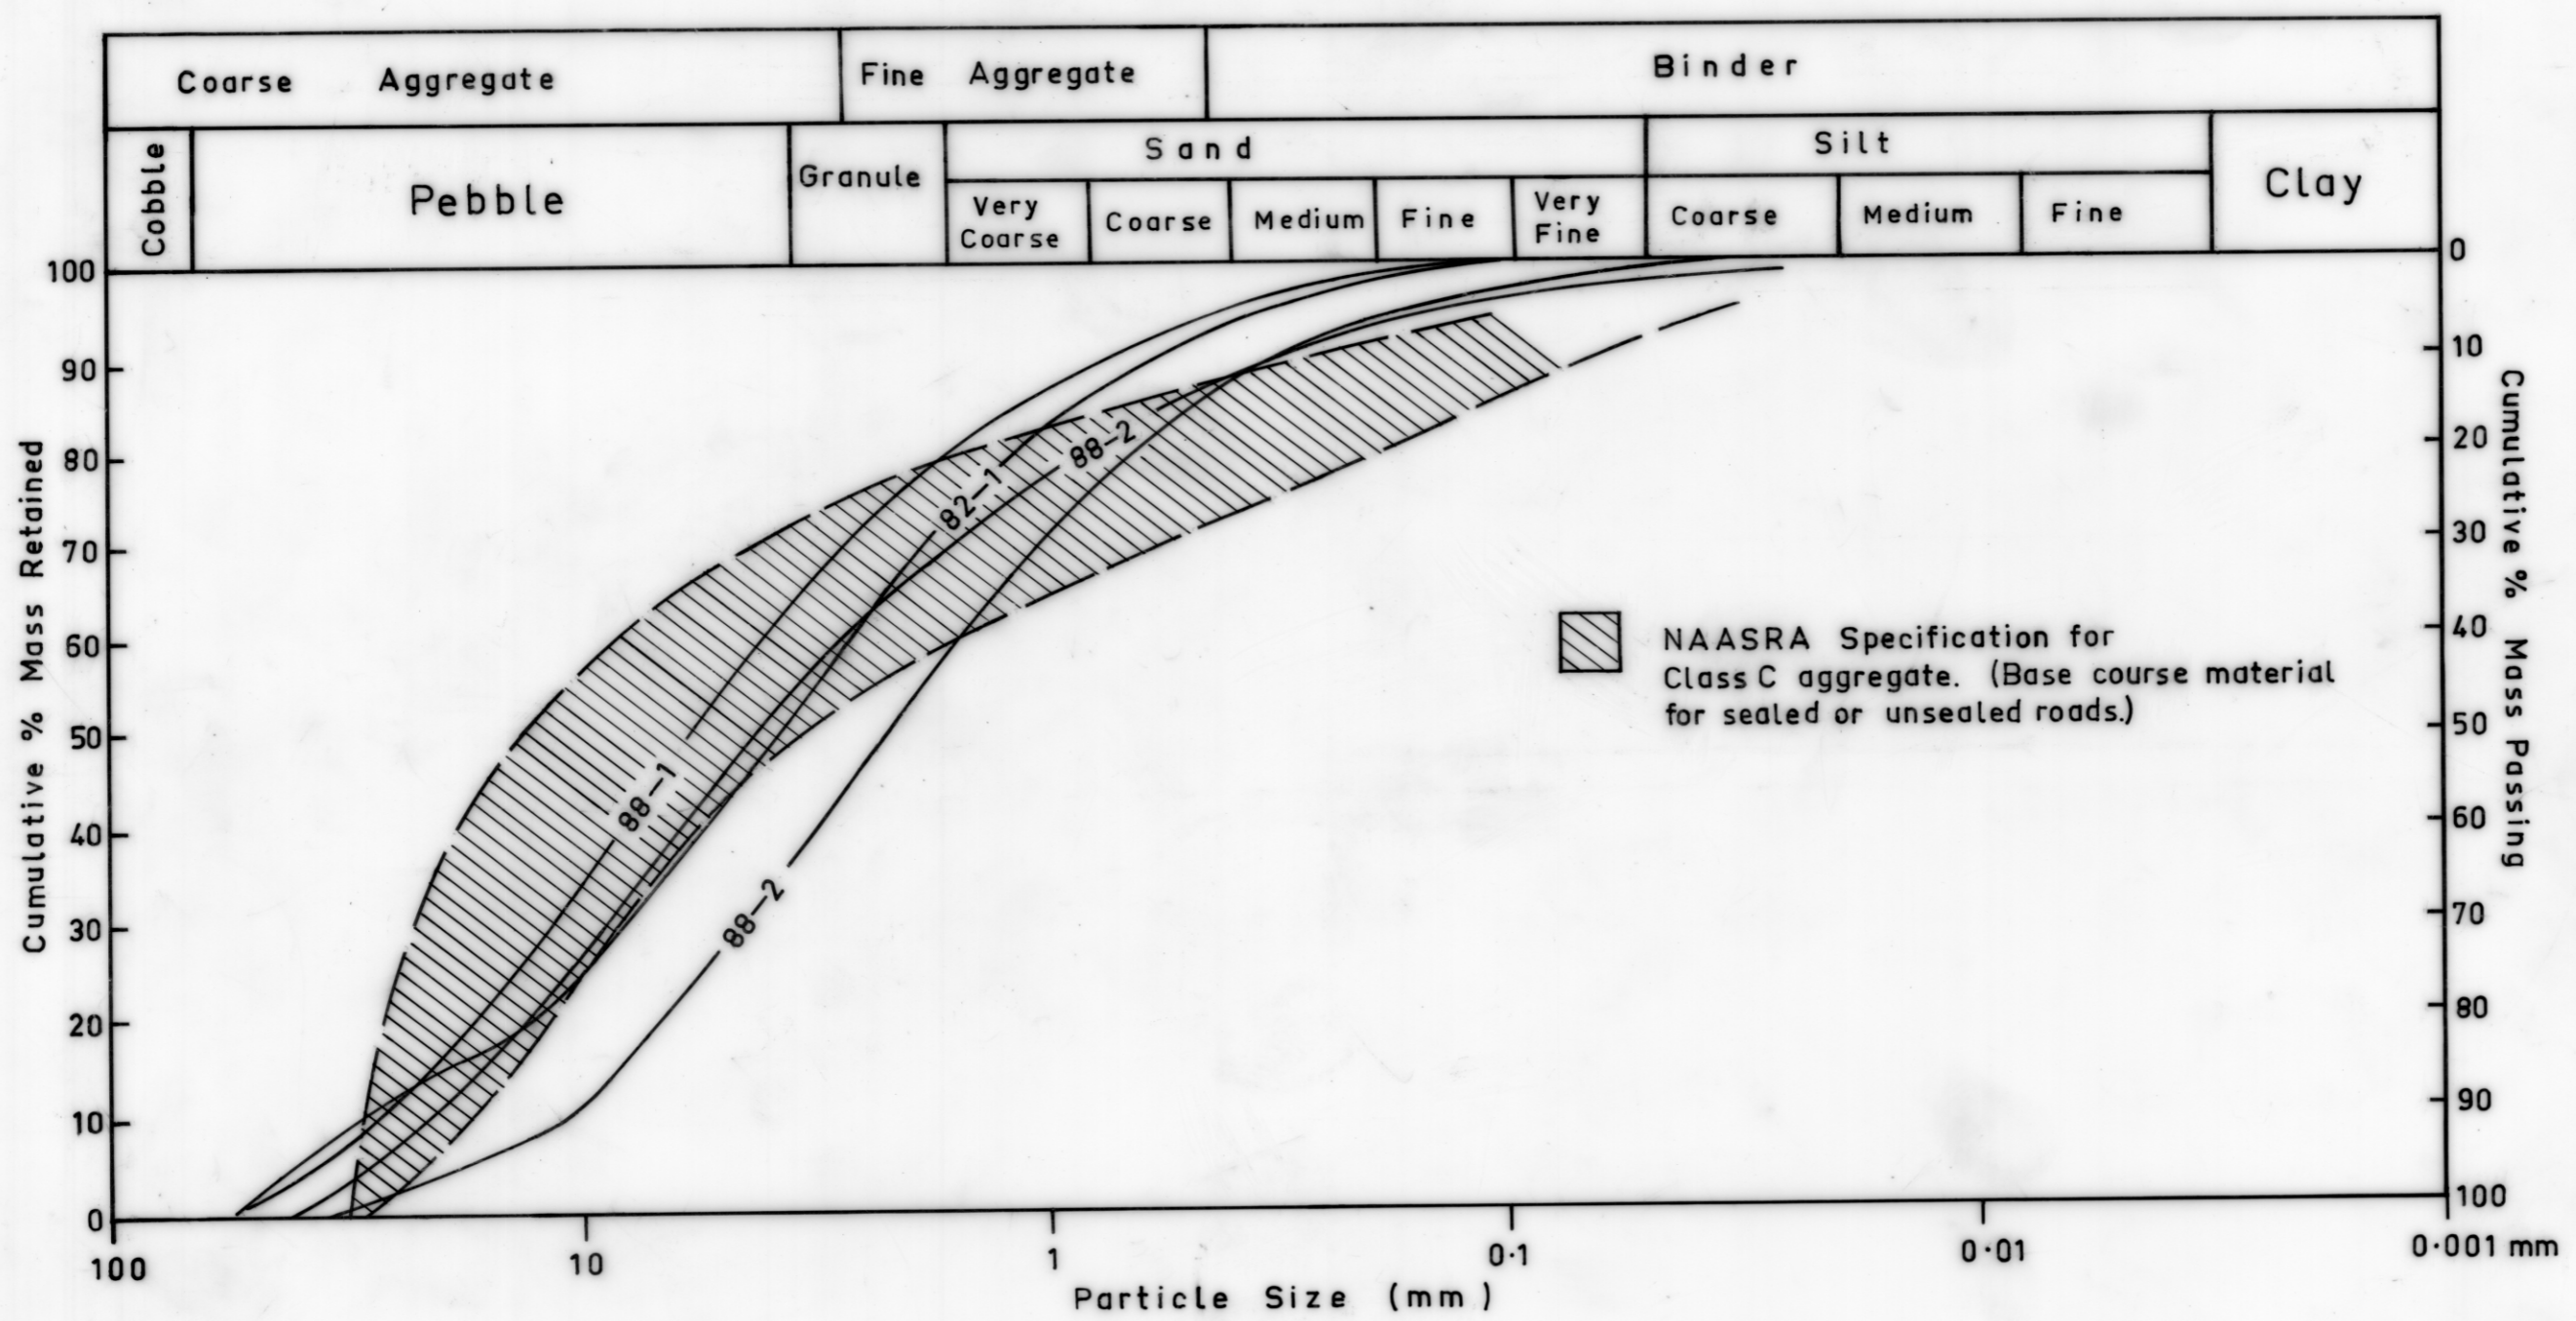 Coarse Aggregate
Fine Aggregate
Binder
Cobble
Pebble
Granule
Sand
Silt
Clay
Very
Coarse
Coarse
Medium
Fine
Very
Fine
Coarse
Medium
Fine
100
90
80
70
60
50
40
30
20
10
0
Cumulative % Mass Retained
0
10
20
30
40
50
60
70
80
90
100
Cumulative % Mass Passing
88-2
82-1
88-1
88-2
NAASRA Specification for
Class C aggregate. (Base course material
for sealed or unsealed roads.)
100
10
1
0·1
0·01
0·001 mm
Particle Size (mm)